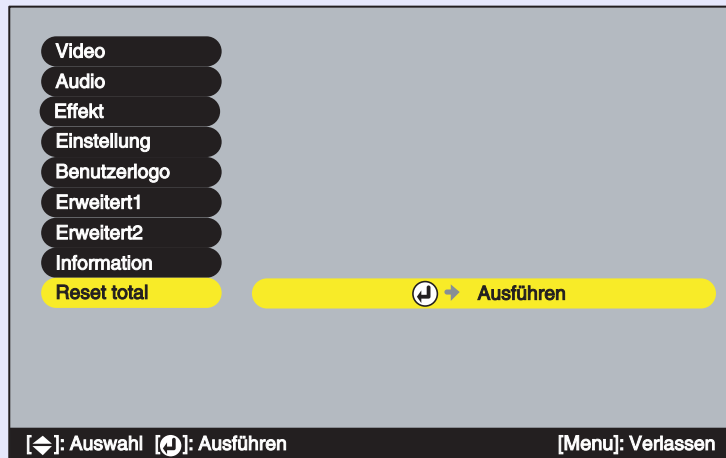 Video
Audio
Effekt
Einstellung
Benutzerlogo
Erweitert1
Erweitert2
Information
Reset total Ausführen
[]: Auswahl []: Ausführen [Menu]: Verlassen